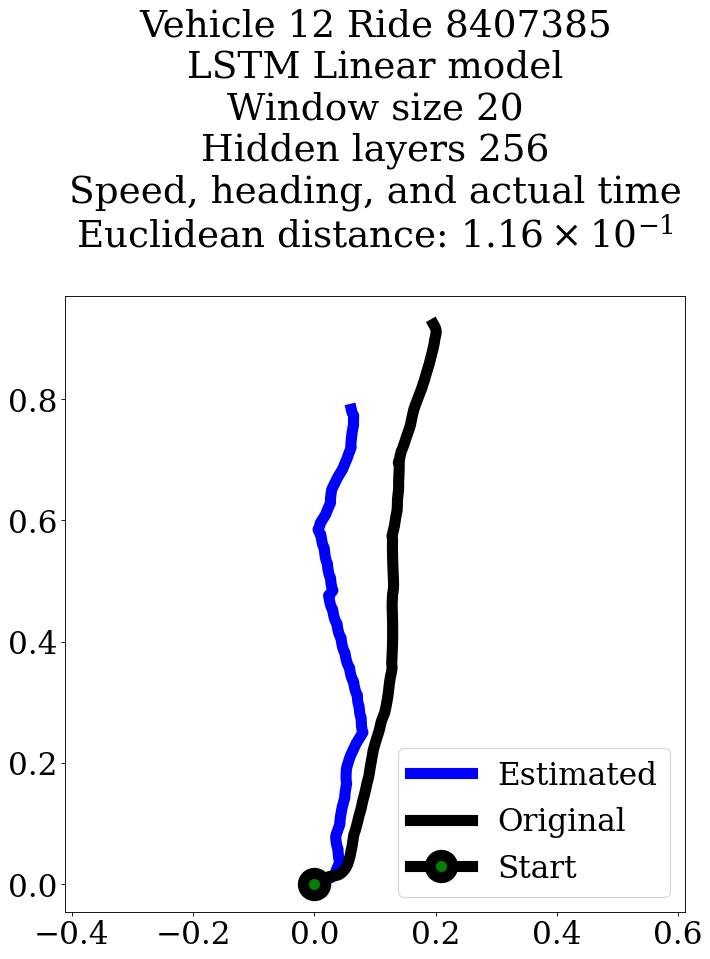 Vehicle 12 Ride 8407385
LSTM Linear model
Window size 20
Hidden layers 256
Speed, heading, and actual time
Euclidean distance: 1.16 × 10⁻¹
0.8
0.6
0.4
0.2
0.0
Estimated
Original
Start
−0.4 −0.2 0.0 0.2 0.4 0.6